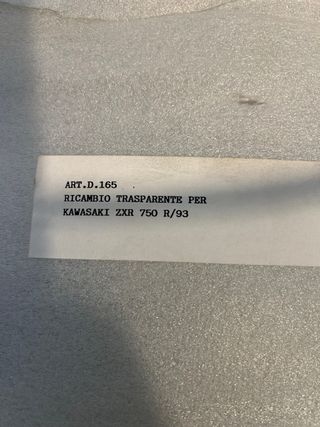 ART.D.165
RICAMBIO TRASPARENTE PER
KAWASAKI ZXR 750 R/93